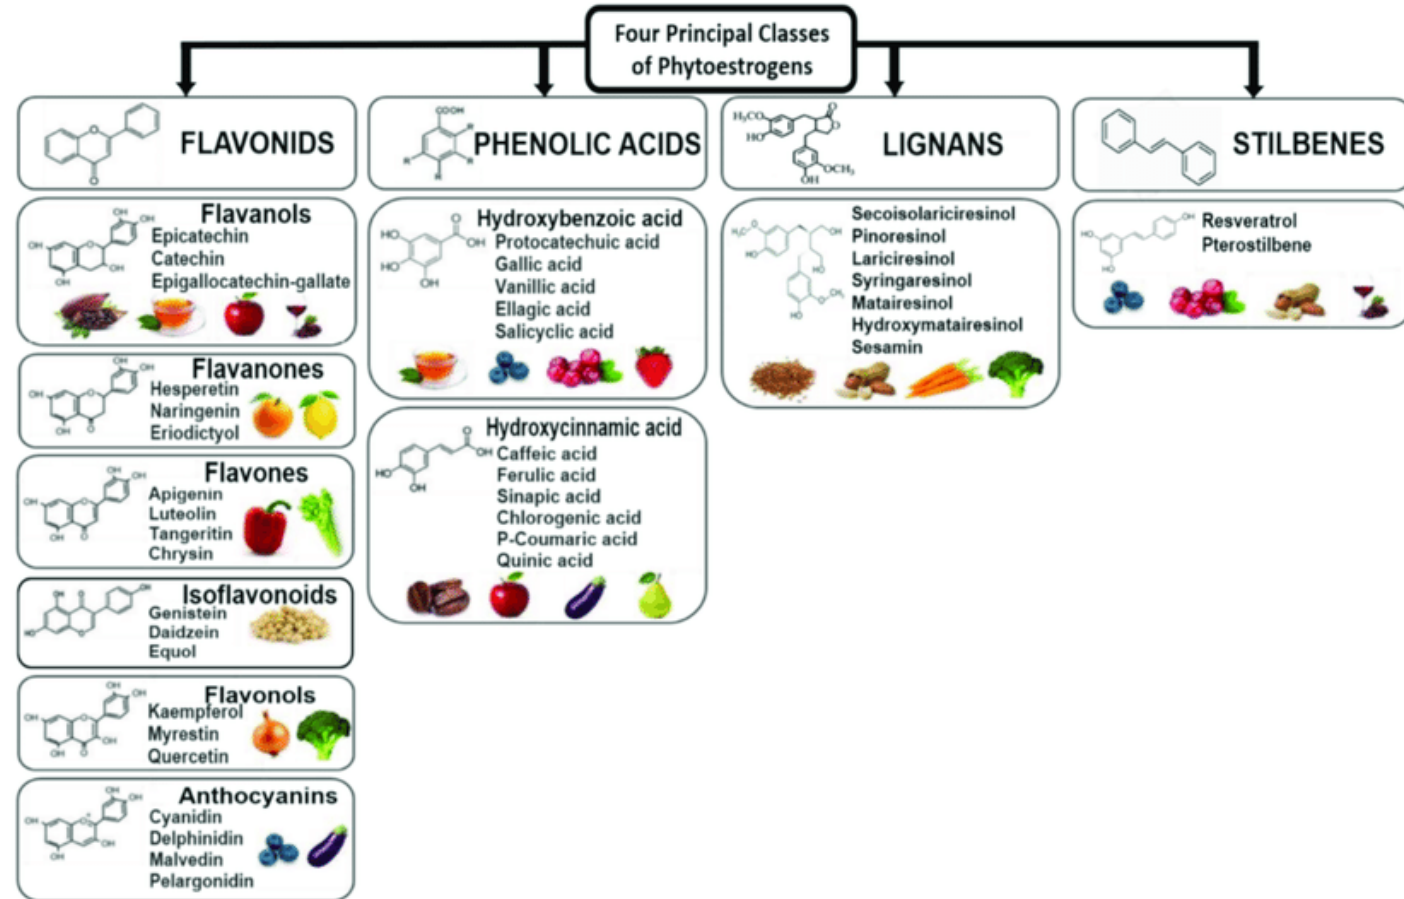 Four Principal Classes
of Phytoestrogens
FLAVONIDS
Flavanols
Epicatechin
Catechin
Epigallocatechin-gallate
Flavanones
Hesperetin
Naringenin
Eriodictyol
Flavones
Apigenin
Luteolin
Tangeritin
Chrysin
Isoflavonoids
Genistein
Daidzein
Equol
Flavonols
Kaempferol
Myrestin
Quercetin
Anthocyanins
Cyanidin
Delphinidin
Malvedin
Pelargonidin
PHENOLIC ACIDS
Hydroxybenzoic acid
Protocatechuic acid
Gallic acid
Vanillic acid
Ellagic acid
Salicyclic acid
Hydroxycinnamic acid
Caffeic acid
Ferulic acid
Sinapic acid
Chlorogenic acid
P-Coumaric acid
Quinic acid
LIGNANS
Secoisolariciresinol
Pinoresinol
Lariciresinol
Syringaresinol
Matairesinol
Hydroxymatairesinol
Sesamin
STILBENES
Resveratrol
Pterostilbene